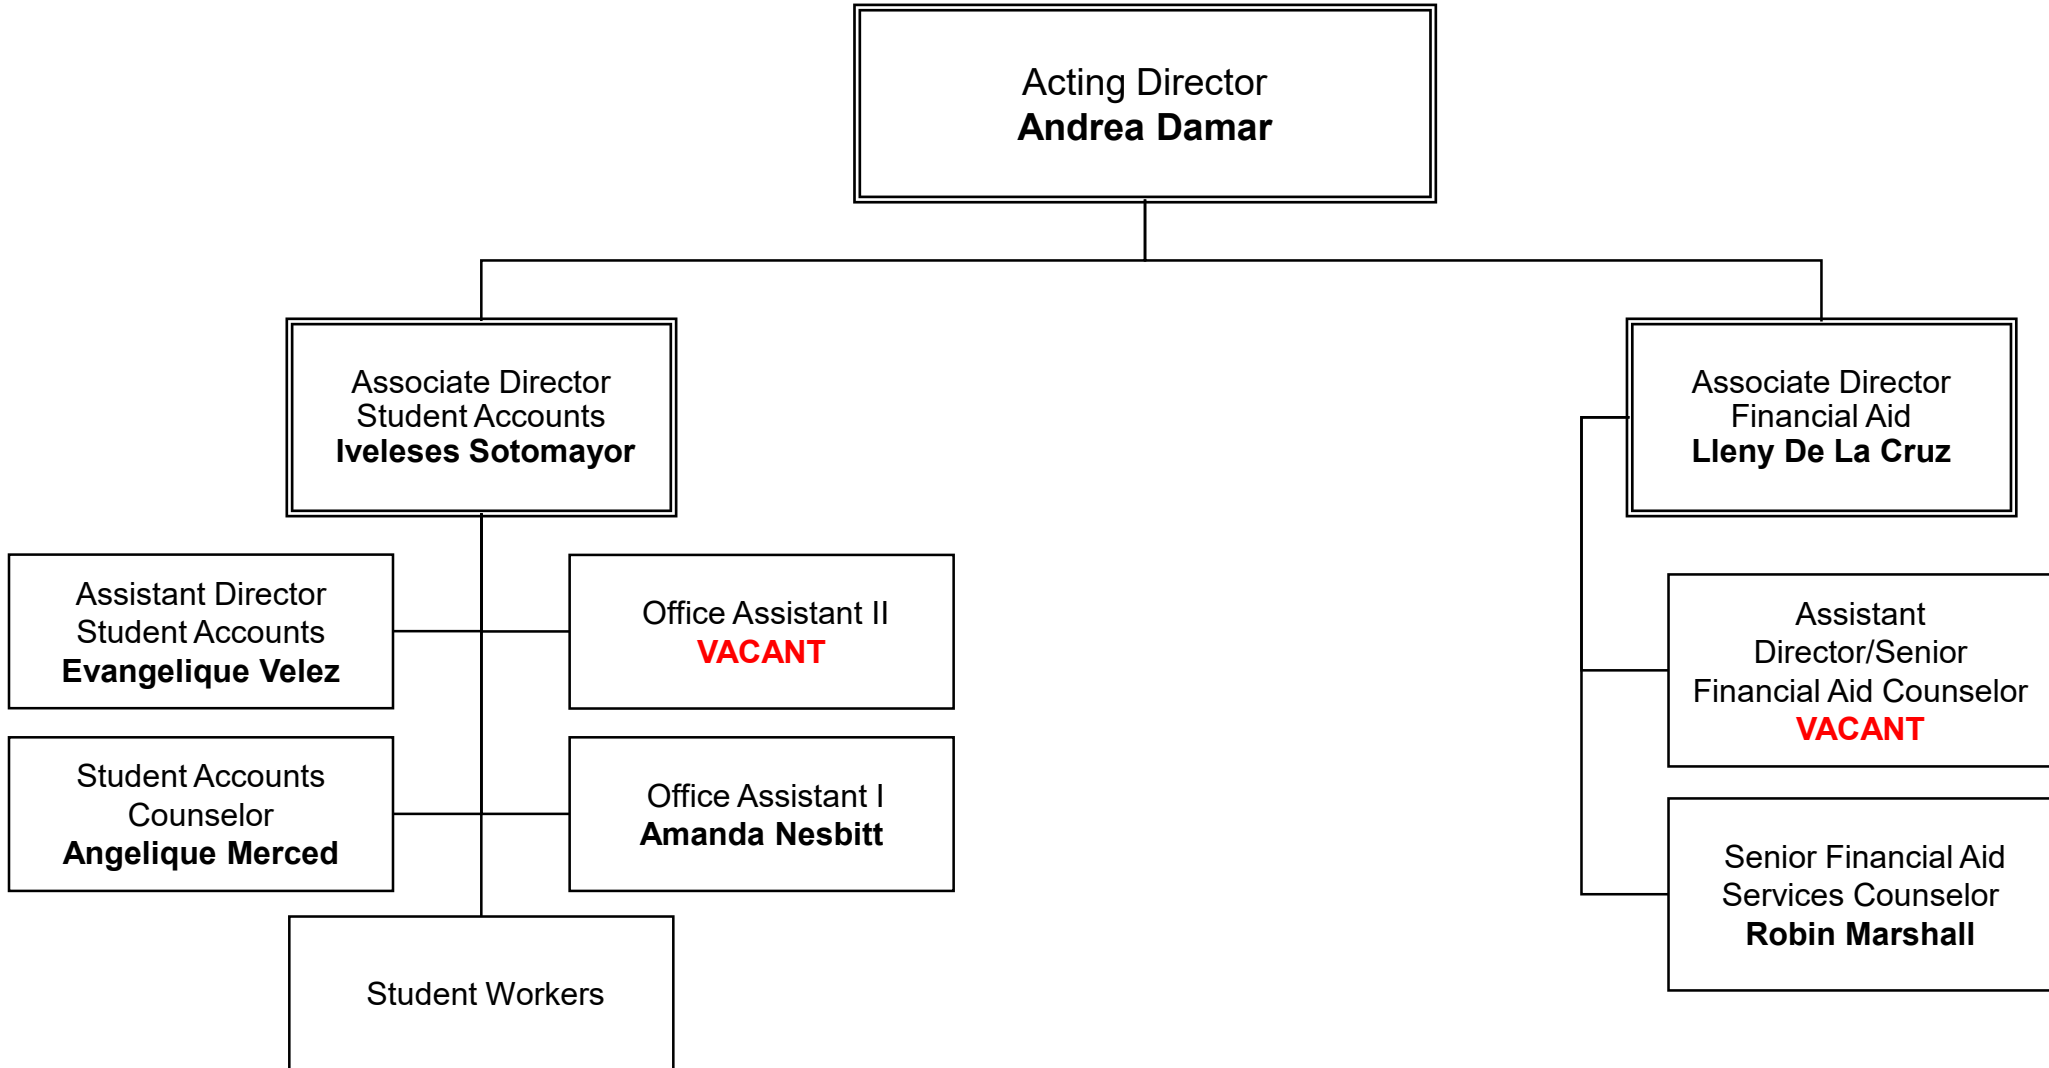 Acting Director
Andrea Damar
Associate Director
Student Accounts
Iveleses Sotomayor
Associate Director
Financial Aid
Lleny De La Cruz
Assistant Director
Student Accounts
Evangelique Velez
Office Assistant II
VACANT
Assistant
Director/Senior
Financial Aid Counselor
VACANT
Student Accounts
Counselor
Angelique Merced
Office Assistant I
Amanda Nesbitt
Senior Financial Aid
Services Counselor
Robin Marshall
Student Workers